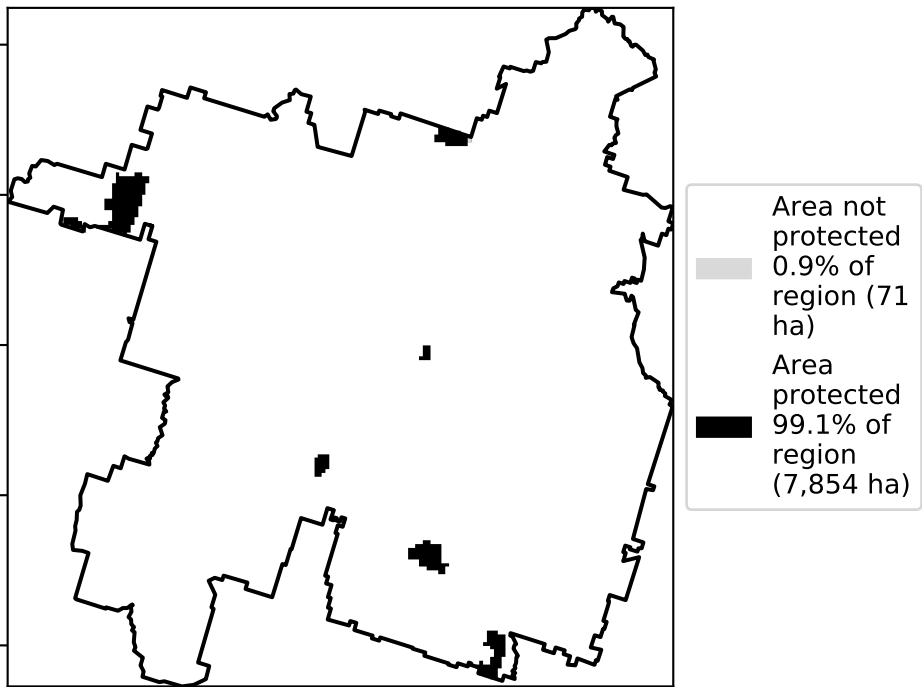 Area not
protected
0.9% of
region (71
ha)
Area
protected
99.1% of
region
(7,854 ha)